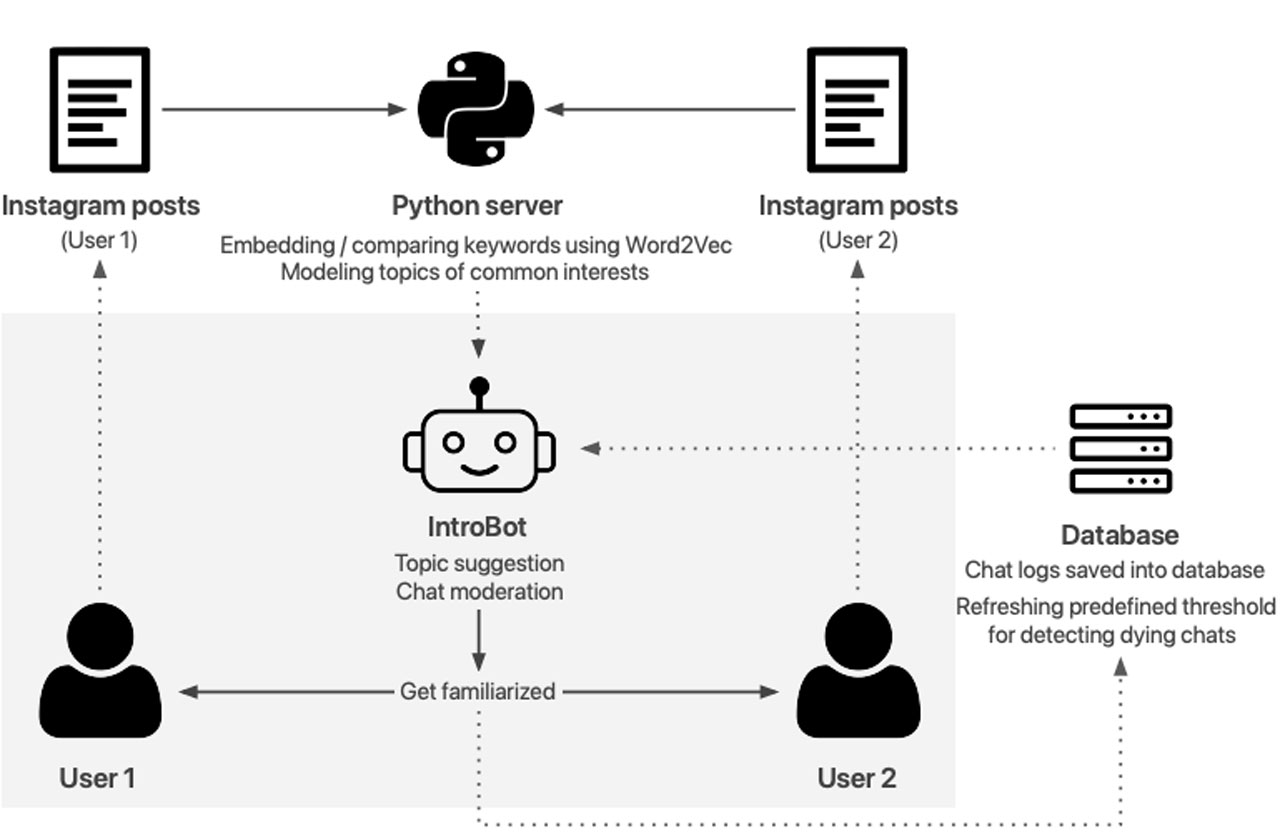 Instagram posts
(User 1)
Python server
Embedding / comparing keywords using Word2Vec
Modeling topics of common interests
Instagram posts
(User 2)
IntroBot
Topic suggestion
Chat moderation
Get familiarized
User 1
User 2
Database
Chat logs saved into database
Refreshing predefined threshold
for detecting dying chats